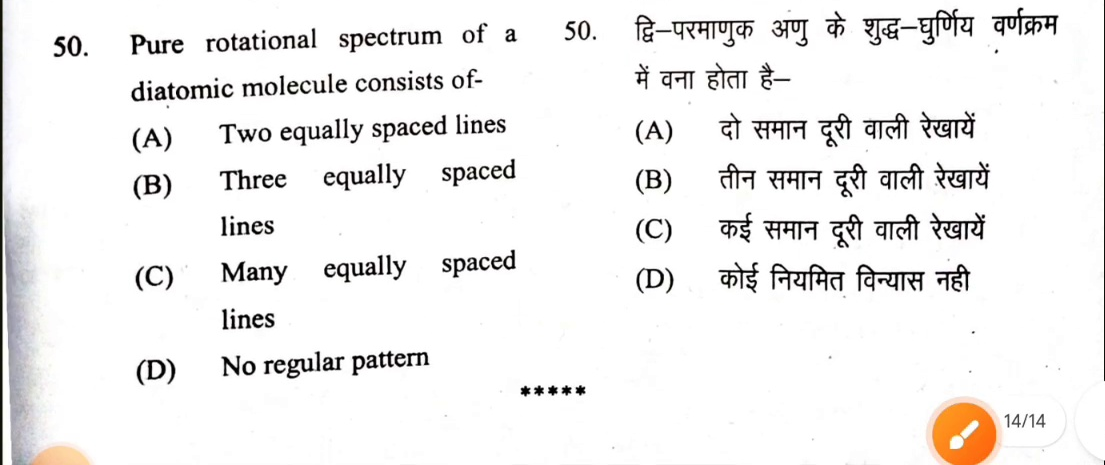 50. Pure rotational spectrum of a
diatomic molecule consists of-
(A) Two equally spaced lines
(B) Three equally spaced
lines
(C) Many equally spaced
lines
(D) No regular pattern
50. द्वि–परमाणुक अणु के शुद्ध–घुर्णिय वर्णक्रम
में वना होता है–
(A) दो समान दूरी वाली रेखायें
(B) तीन समान दूरी वाली रेखायें
(C) कई समान दूरी वाली रेखायें
(D) कोई नियमित विन्यास नही
*****
14/14